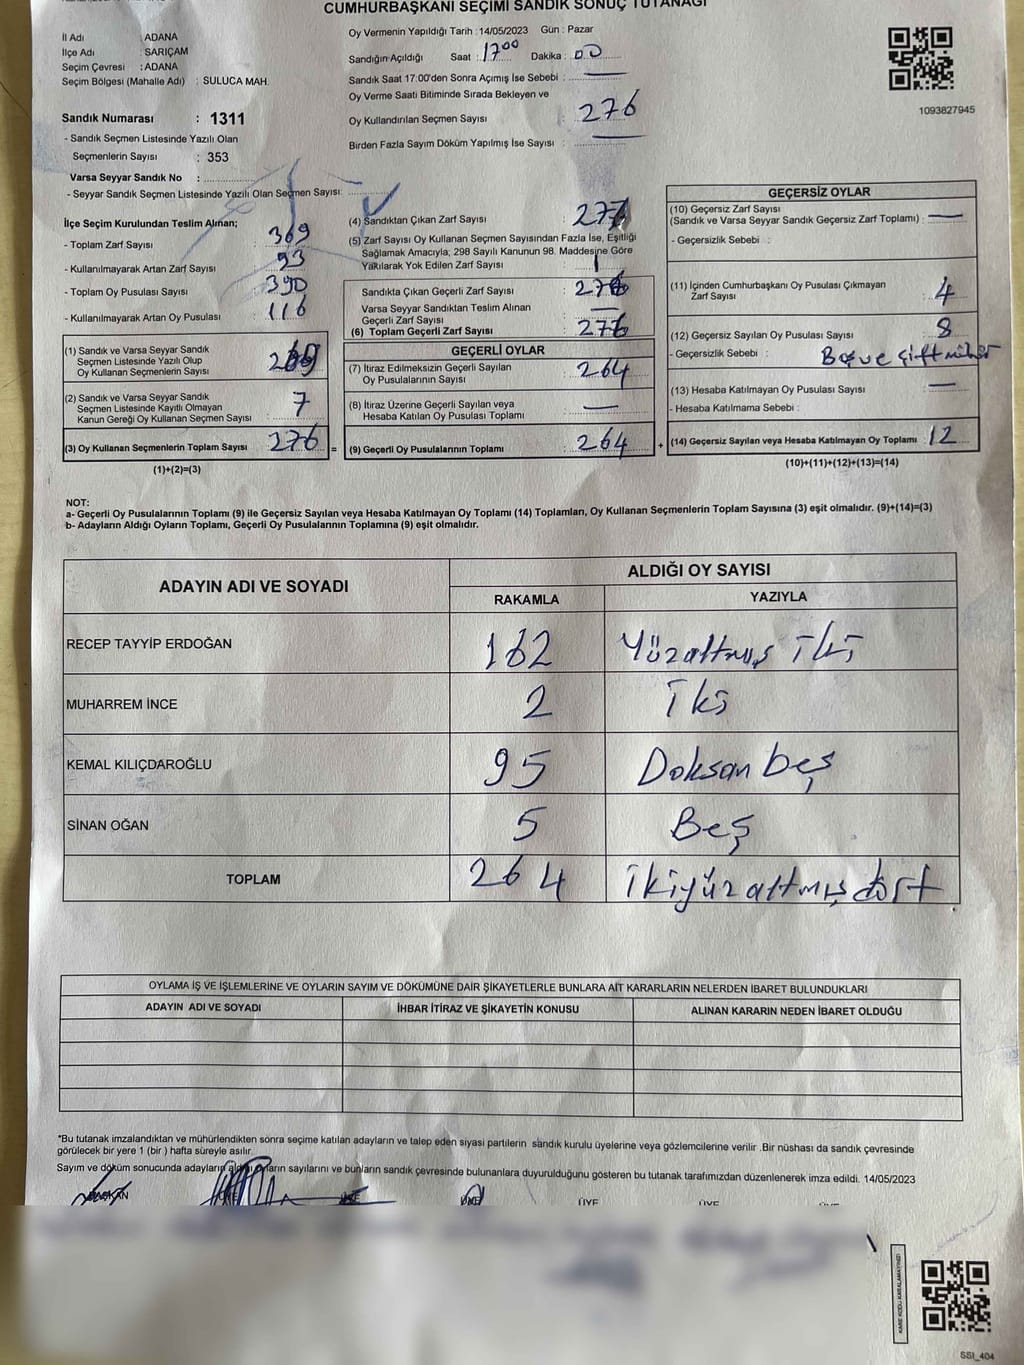 CUMHURBAŞKANI SEÇİMİ SANDIK SONUÇ TUTANAĞI
İl Adı ADANA
İlçe Adı : SARIÇAM
Seçim Çevresi : ADANA
Seçim Bölgesi (Mahalle Adı) : SULUCA MAH.
Sandık Numarası : 1311
- Sandık Seçmen Listesinde Yazılı Olan
Seçmenlerin Sayısı : 353
Varsa Seyyar Sandık No :
- Seyyar Sandık Seçmen Listesinde Yazılı Olan Seçmen Sayısı:
Oy Vermenin Yapıldığı Tarih : 14/05/2023 Gün : Pazar
Sandığın Açıldığı Saat : 17 00 Dakika : 00
Sandık Saat 17:00'den Sonra Açımış İse Sebebi : —
Oy Verme Saati Bitiminde Sırada Bekleyen ve
Oy Kullandırılan Seçmen Sayısı : 276
Birden Fazla Sayım Döküm Yapılmış İse Sayısı : —
1093827945
İlçe Seçim Kurulundan Teslim Alınan;
- Toplam Zarf Sayısı : 369
- Kullanılmayarak Artan Zarf Sayısı : 93
- Toplam Oy Pusulası Sayısı : 390
- Kullanılmayarak Artan Oy Pusulası : 116
(1) Sandık ve Varsa Seyyar Sandık
Seçmen Listesinde Yazılı Olup
Oy Kullanan Seçmenlerin Sayısı : 269
(2) Sandık ve Varsa Seyyar Sandık
Seçmen Listesinde Kayıtlı Olmayan
Kanun Gereği Oy Kullanan Seçmen Sayısı : 7
(3) Oy Kullanan Seçmenlerin Toplam Sayısı : 276 =
(1)+(2)=(3)
(4) Sandıktan Çıkan Zarf Sayısı : 276
(5) Zarf Sayısı Oy Kullanan Seçmen Sayısından Fazla İse, Eşitliği
Sağlamak Amacıyla; 298 Sayılı Kanunun 98. Maddesine Göre
Yakılarak Yok Edilen Zarf Sayısı :
Sandıkta Çıkan Geçerli Zarf Sayısı : 276
Varsa Seyyar Sandıktan Teslim Alınan
Geçerli Zarf Sayısı : —
(6) Toplam Geçerli Zarf Sayısı : 276
GEÇERLİ OYLAR
(7) İtiraz Edilmeksizin Geçerli Sayılan
Oy Pusulalarının Sayısı : 264
(8) İtiraz Üzerine Geçerli Sayılan veya
Hesaba Katılan Oy Pusulası Toplamı : —
(9) Geçerli Oy Pusulalarının Toplamı : 264 +
GEÇERSİZ OYLAR
(10) Geçersiz Zarf Sayısı
(Sandık ve Varsa Seyyar Sandık Geçersiz Zarf Toplamı) : —
- Geçersizlik Sebebi :
(11) İçinden Cumhurbaşkanı Oy Pusulası Çıkmayan
Zarf Sayısı : 4
(12) Geçersiz Sayılan Oy Pusulası Sayısı : 8
- Geçersizlik Sebebi : Boş ve çift mühür
(13) Hesaba Katılmayan Oy Pusulası Sayısı : —
- Hesaba Katılmama Sebebi :
(14) Geçersiz Sayılan veya Hesaba Katılmayan Oy Toplamı : 12
(10)+(11)+(12)+(13)=(14)
NOT:
a- Geçerli Oy Pusulalarının Toplamı (9) ile Geçersiz Sayılan veya Hesaba Katılmayan Oy Toplamı (14) Toplamları, Oy Kullanan Seçmenlerin Toplam Sayısına (3) eşit olmalıdır. (9)+(14)=(3)
b- Adayların Aldığı Oyların Toplamı, Geçerli Oy Pusulalarının Toplamına (9) eşit olmalıdır.
ADAYIN ADI VE SOYADI ALDIĞI OY SAYISI
RAKAMLA YAZIYLA
RECEP TAYYİP ERDOĞAN 162 Yüzaltmış iki
MUHARREM İNCE 2 İki
KEMAL KILIÇDAROĞLU 95 Doksan beş
SİNAN OĞAN 5 Beş
TOPLAM 264 ikiyüz altmış dört
OYLAMA İŞ VE İŞLEMLERİNE VE OYLARIN SAYIM VE DÖKÜMÜNE DAİR ŞİKAYETLERLE BUNLARA AİT KARARLARIN NELERDEN İBARET BULUNDUKLARI
ADAYIN ADI VE SOYADI İHBAR İTİRAZ VE ŞİKAYETİN KONUSU ALINAN KARARIN NEDEN İBARET OLDUĞU
*Bu tutanak imzalandıktan ve mühürlendikten sonra seçime katılan adayların ve talep eden siyasi partilerin sandık kurulu üyelerine veya gözlemcilerine verilir. Bir nüshası da sandık çevresinde
görülecek bir yere 1 (bir ) hafta süreyle asılır.
Sayım ve döküm sonucunda adayların aldığı oyların sayılarını ve bunların sandık çevresinde bulunanlara duyurulduğunu gösteren bu tutanak tarafımızdan düzenlenerek imza edildi. 14/05/2023
BAŞKAN ÜYE ÜYE ÜYE ÜYE ÜYE ÜYE
SSI_404